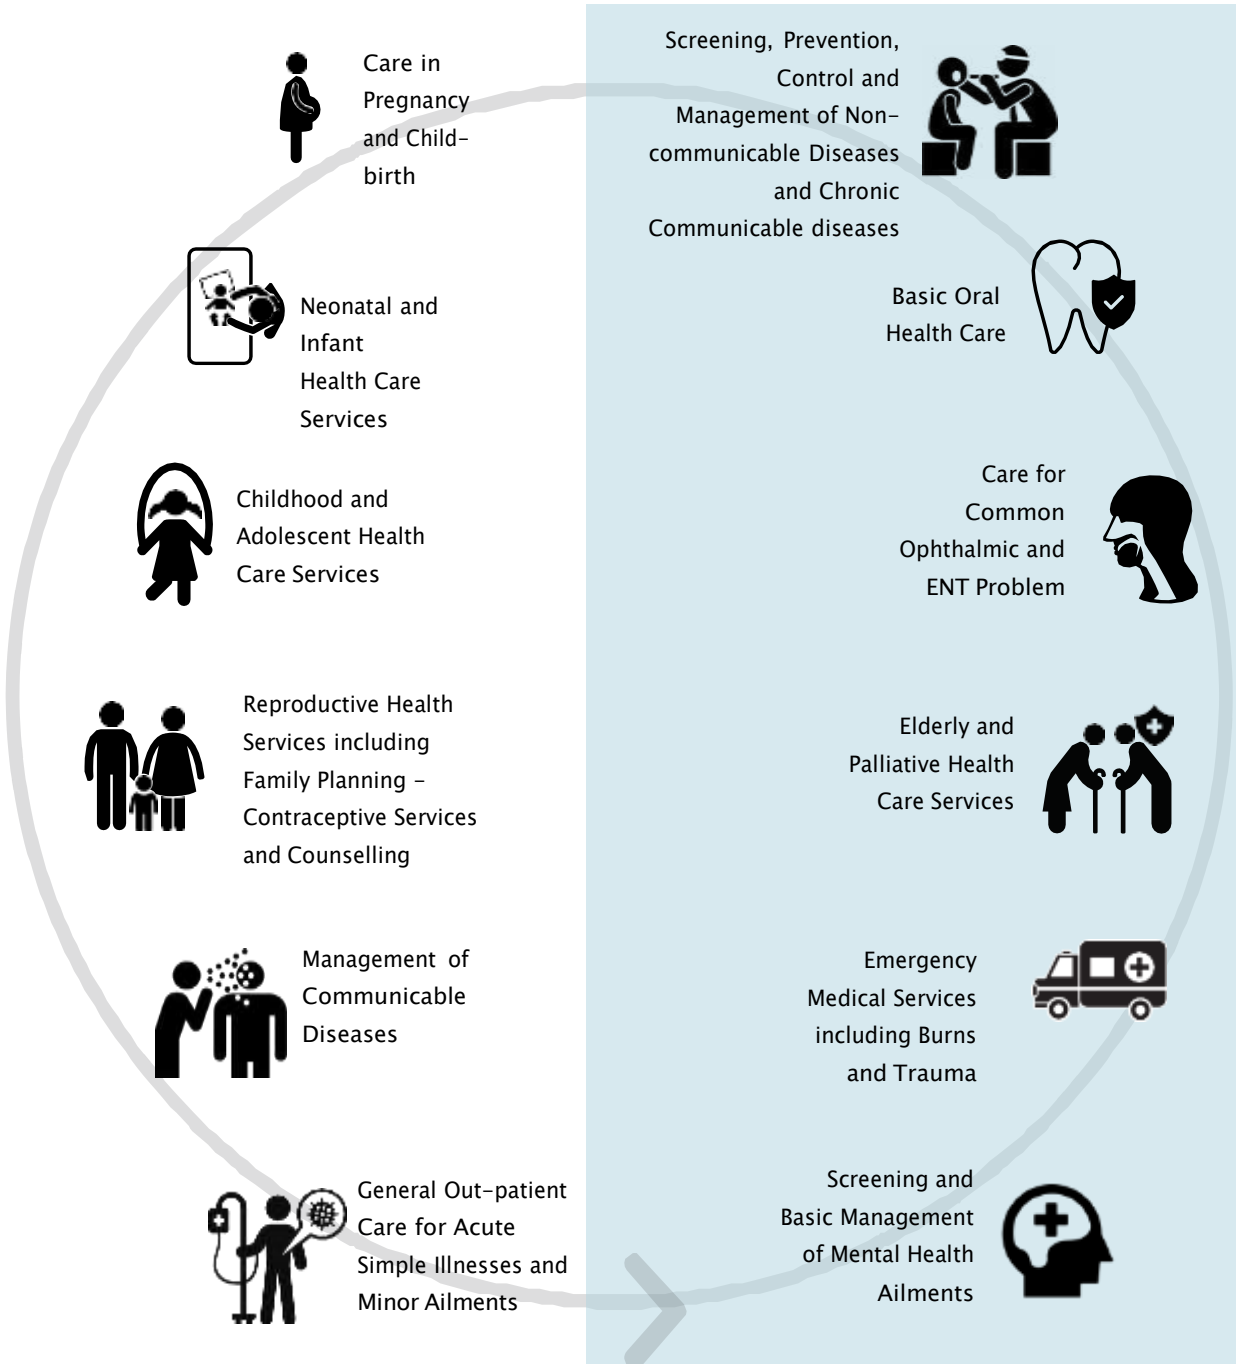 Care in
Pregnancy
and Child-
birth
Neonatal and
Infant
Health Care
Services
Childhood and
Adolescent Health
Care Services
Reproductive Health
Services including
Family Planning –
Contraceptive Services
and Counselling
Management of
Communicable
Diseases
General Out-patient
Care for Acute
Simple Illnesses and
Minor Ailments
Screening, Prevention,
Control and
Management of Non-
communicable Diseases
and Chronic
Communicable diseases
Basic Oral
Health Care
Care for
Common
Ophthalmic and
ENT Problem
Elderly and
Palliative Health
Care Services
Emergency
Medical Services
including Burns
and Trauma
Screening and
Basic Management
of Mental Health
Ailments